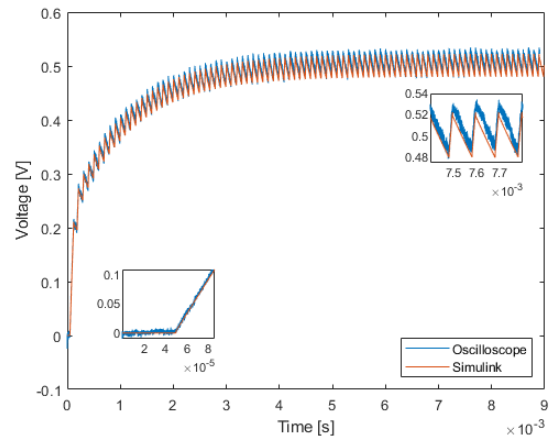 0.6
0.5
0.4
0.3
0.2
0.1
0
-0.1
Voltage [V]
0.54
0.52
0.5
0.48
7.5 7.6 7.7
×10⁻³
0.1
0.05
0
2 4 6 8
×10⁻⁵
Oscilloscope
Simulink
0 1 2 3 4 5 6 7 8 9
Time [s]
×10⁻³